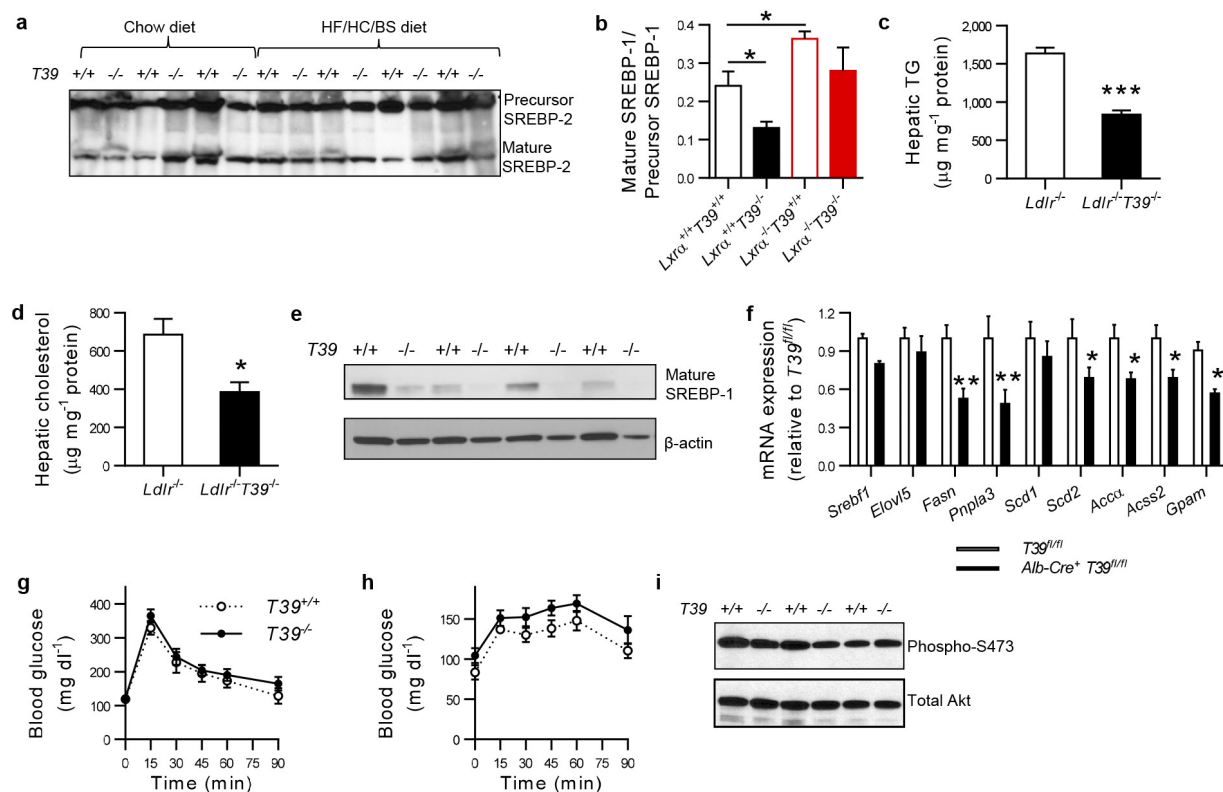 a
Chow diet HF/HC/BS diet
T39 +/+ -/- +/+ -/- +/+ -/- +/+ -/- +/+ -/- +/+ -/- +/+ -/-
Precursor
SREBP-2
Mature
SREBP-2
b
Mature SREBP-1/
Precursor SREBP-1
0.4
0.3
0.2
0.1
0.0
* *
Lxrα+/+T39+/+
Lxrα+/+T39-/-
Lxrα-/-T39+/+
Lxrα-/-T39-/-
c
Hepatic TG
(μg mg-1 protein)
2,000
1,500
1,000
500
0
***
Ldlr-/- Ldlr-/-T39-/-
d
Hepatic cholesterol
(μg mg-1 protein)
800
600
400
200
0
*
Ldlr-/- Ldlr-/-T39-/-
e
T39 +/+ -/- +/+ -/- +/+ -/- +/+ -/-
Mature
SREBP-1
β-actin
f
mRNA expression
(relative to T39fl/fl)
1.2
0.9
0.6
0.3
0.0
** ** * * * *
Srebf1
Elovl5
Fasn
Pnpla3
Scd1
Scd2
Accα
Acss2
Gpam
T39fl/fl
Alb-Cre+ T39fl/fl
g
Blood glucose
(mg dl-1)
400
300
200
100
0
T39+/+
T39-/-
0 15 30 45 60 75 90
Time (min)
h
Blood glucose
(mg dl-1)
150
100
50
0
0 15 30 45 60 75 90
Time (min)
i
T39 +/+ -/- +/+ -/- +/+ -/-
Phospho-S473
Total Akt